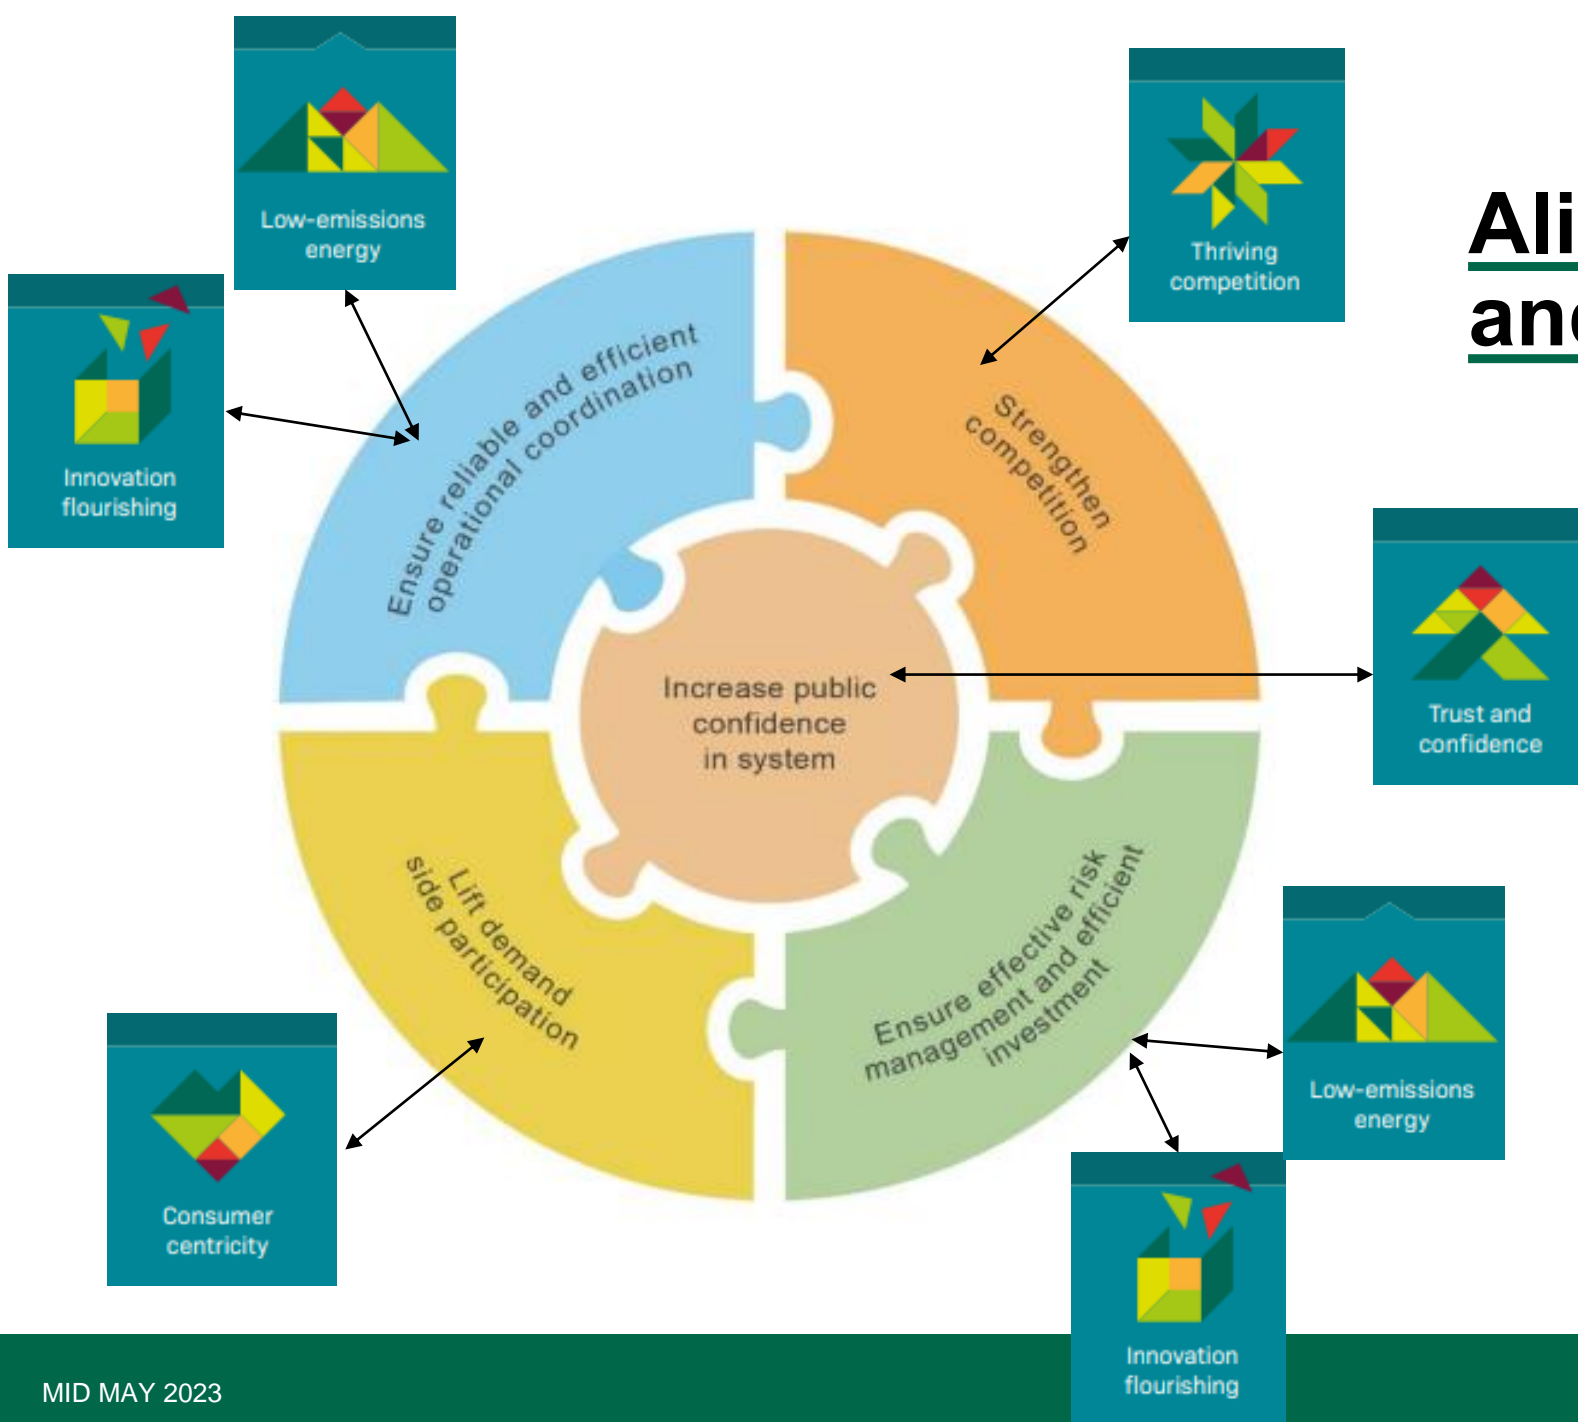 Low-emissions
energy
Thriving
competition
Ali
and
Innovation
flourishing
Ensure reliable and efficient
operational coordination
Strengthen
competition
Increase public
confidence
in system
Trust and
confidence
Lift demand
side participation
Ensure effective risk
management and efficient
investment
Low-emissions
energy
Consumer
centricity
Innovation
flourishing
MID MAY 2023